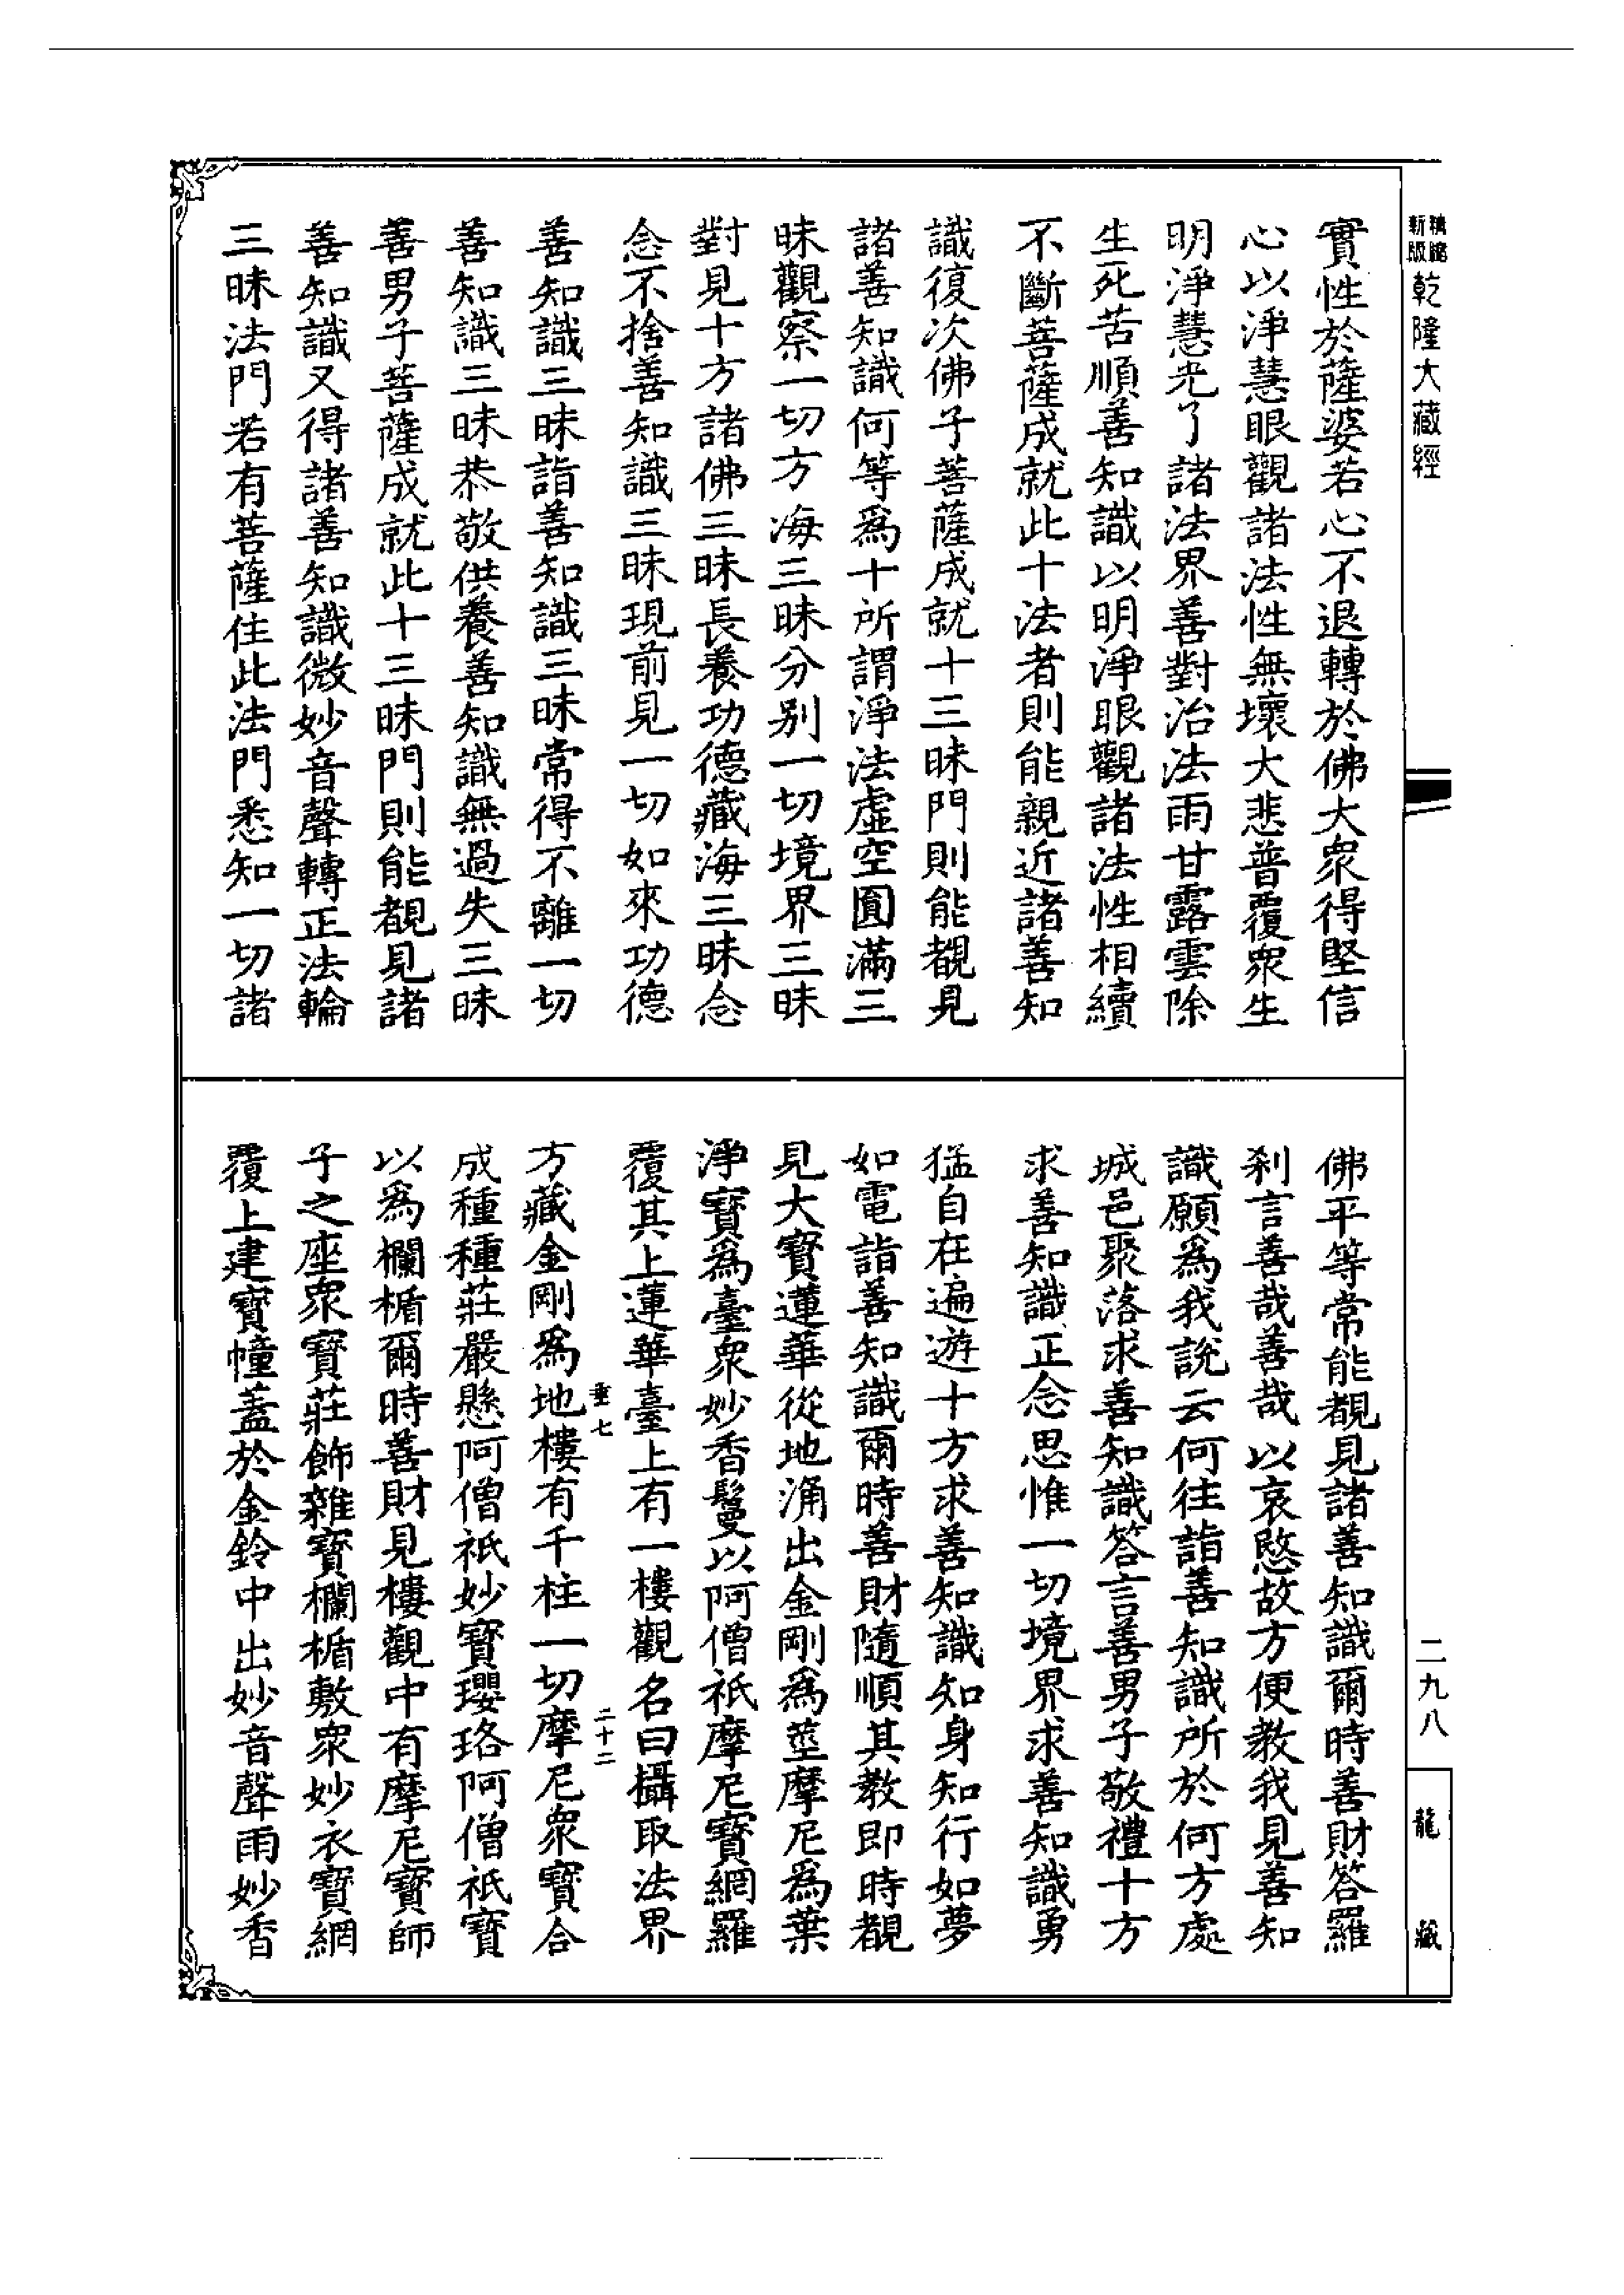 精縮
新版
乾隆大藏經
實性於薩婆若心不退轉於佛大衆得堅信
心以淨慧眼觀諸法性無壞大悲普覆衆生
明淨慧光了諸法界善對治法雨甘露雲除
生死苦順善知識以明淨眼觀諸法性相續
不斷菩薩成就此十法者則能親近諸善知
識復次佛子菩薩成就十三昧門則能覩見
諸善知識何等爲十所謂淨法虛空圓滿三
昧觀察一切方海三昧分别一切境界三昧
對見十方諸佛三昧長養功德藏海三昧念
念不捨善知識三昧現前見一切如來功德
善知識三昧詣善知識三昧常得不離一切
善知識三昧恭敬供養善知識無過失三昧
善男子菩薩成就此十三昧門則能覩見諸
善知識又得諸善知識微妙音聲轉正法輪
三昧法門若有菩薩住此法門悉知一切諸
佛平等常能覩見諸善知識爾時善財答羅
刹言善哉善哉以哀愍故方便教我見善知
識願爲我說云何往詣善知識所於何方處
城邑聚落求善知識答言善男子敬禮十方
求善知識正念思惟一切境界求善知識勇
猛自在遍遊十方求善知識知身知行如夢
如電詣善知識爾時善財隨順其教即時覩
見大寶蓮華從地涌出金剛爲莖摩尼爲葉
淨寶爲臺衆妙香鬘以阿僧祇摩尼寶網羅
覆其上蓮華臺上有一樓觀名曰攝取法界
垂七
二十二
方藏金剛爲地樓有千柱一切摩尼衆寶合
成種種莊嚴懸阿僧祇妙寶瓔珞阿僧祇寶
以爲欄楯爾時善財見樓觀中有摩尼寶師
子之座衆寶莊飾雜寶欄楯敷衆妙衣寶網
覆上建寶幢蓋於金鈴中出妙音聲雨妙香
二九八
龍藏